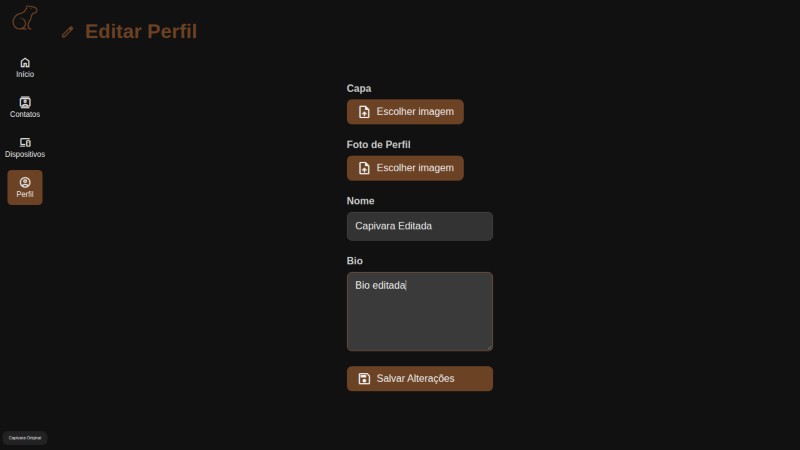 Editar Perfil
Início
Contatos
Dispositivos
Perfil
Capa
Escolher imagem
Foto de Perfil
Escolher imagem
Nome
Capivara Editada
Bio
Bio editada
Salvar Alterações
Capivara Original